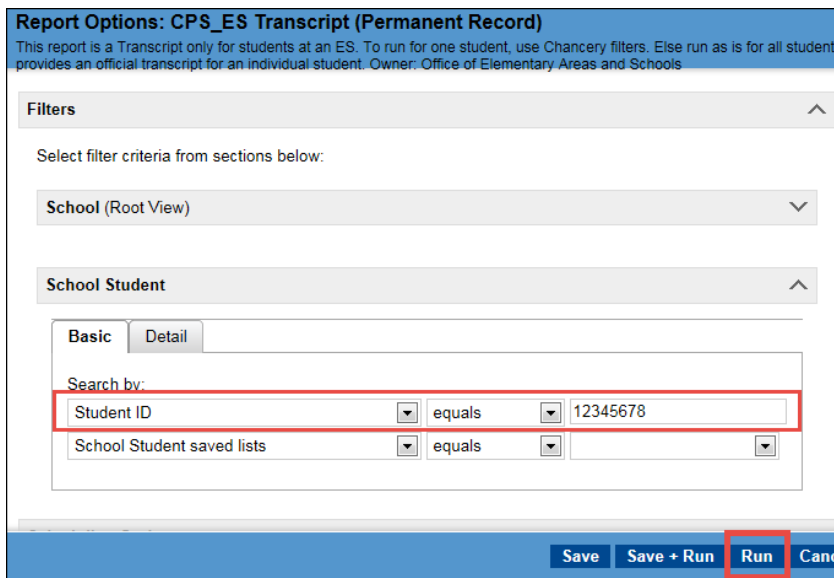 Report Options: CPS_ES Transcript (Permanent Record)
This report is a Transcript only for students at an ES. To run for one student, use Chancery filters. Else run as is for all student
provides an official transcript for an individual student. Owner: Office of Elementary Areas and Schools
Filters
Select filter criteria from sections below:
School (Root View)
School Student
Basic Detail
Search by:
Student ID equals 12345678
School Student saved lists equals
Save Save + Run Run Canc